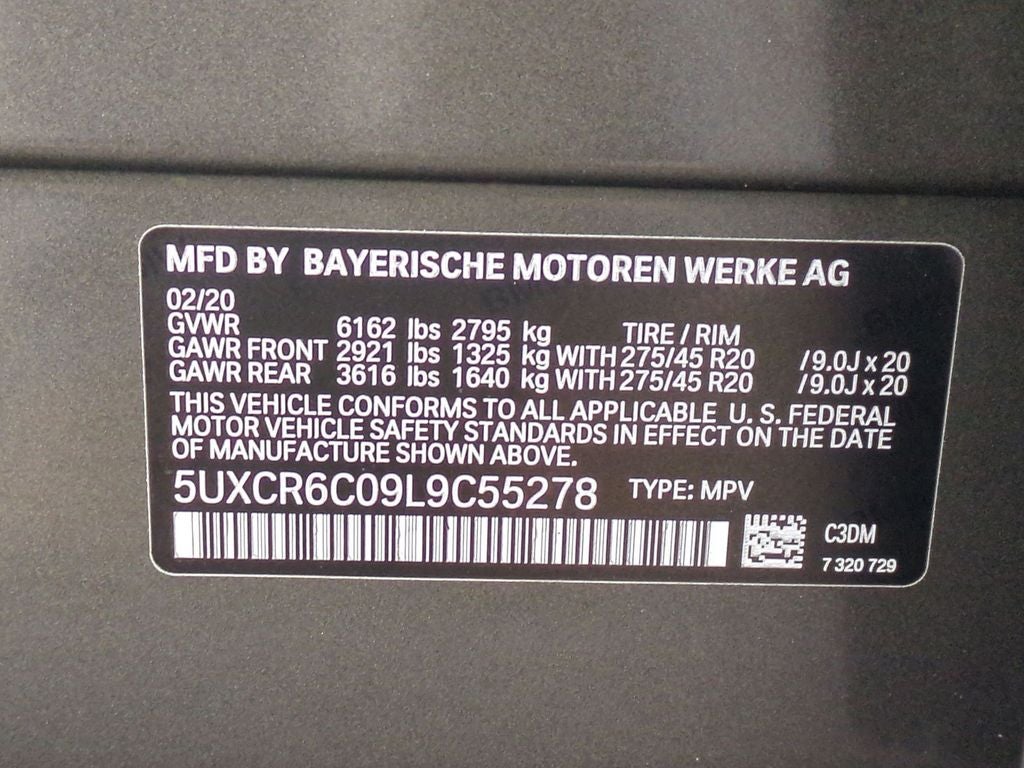 MFD BY BAYERISCHE MOTOREN WERKE AG
02/20
GVWR 6162 lbs 2795 kg TIRE / RIM
GAWR FRONT 2921 lbs 1325 kg WITH 275/45 R20 /9.0J x 20
GAWR REAR 3616 lbs 1640 kg WITH 275/45 R20 /9.0J x 20
THIS VEHICLE CONFORMS TO ALL APPLICABLE U. S. FEDERAL
MOTOR VEHICLE SAFETY STANDARDS IN EFFECT ON THE DATE
OF MANUFACTURE SHOWN ABOVE.
5UXCR6C09L9C55278 TYPE: MPV
C3DM
7 320 729